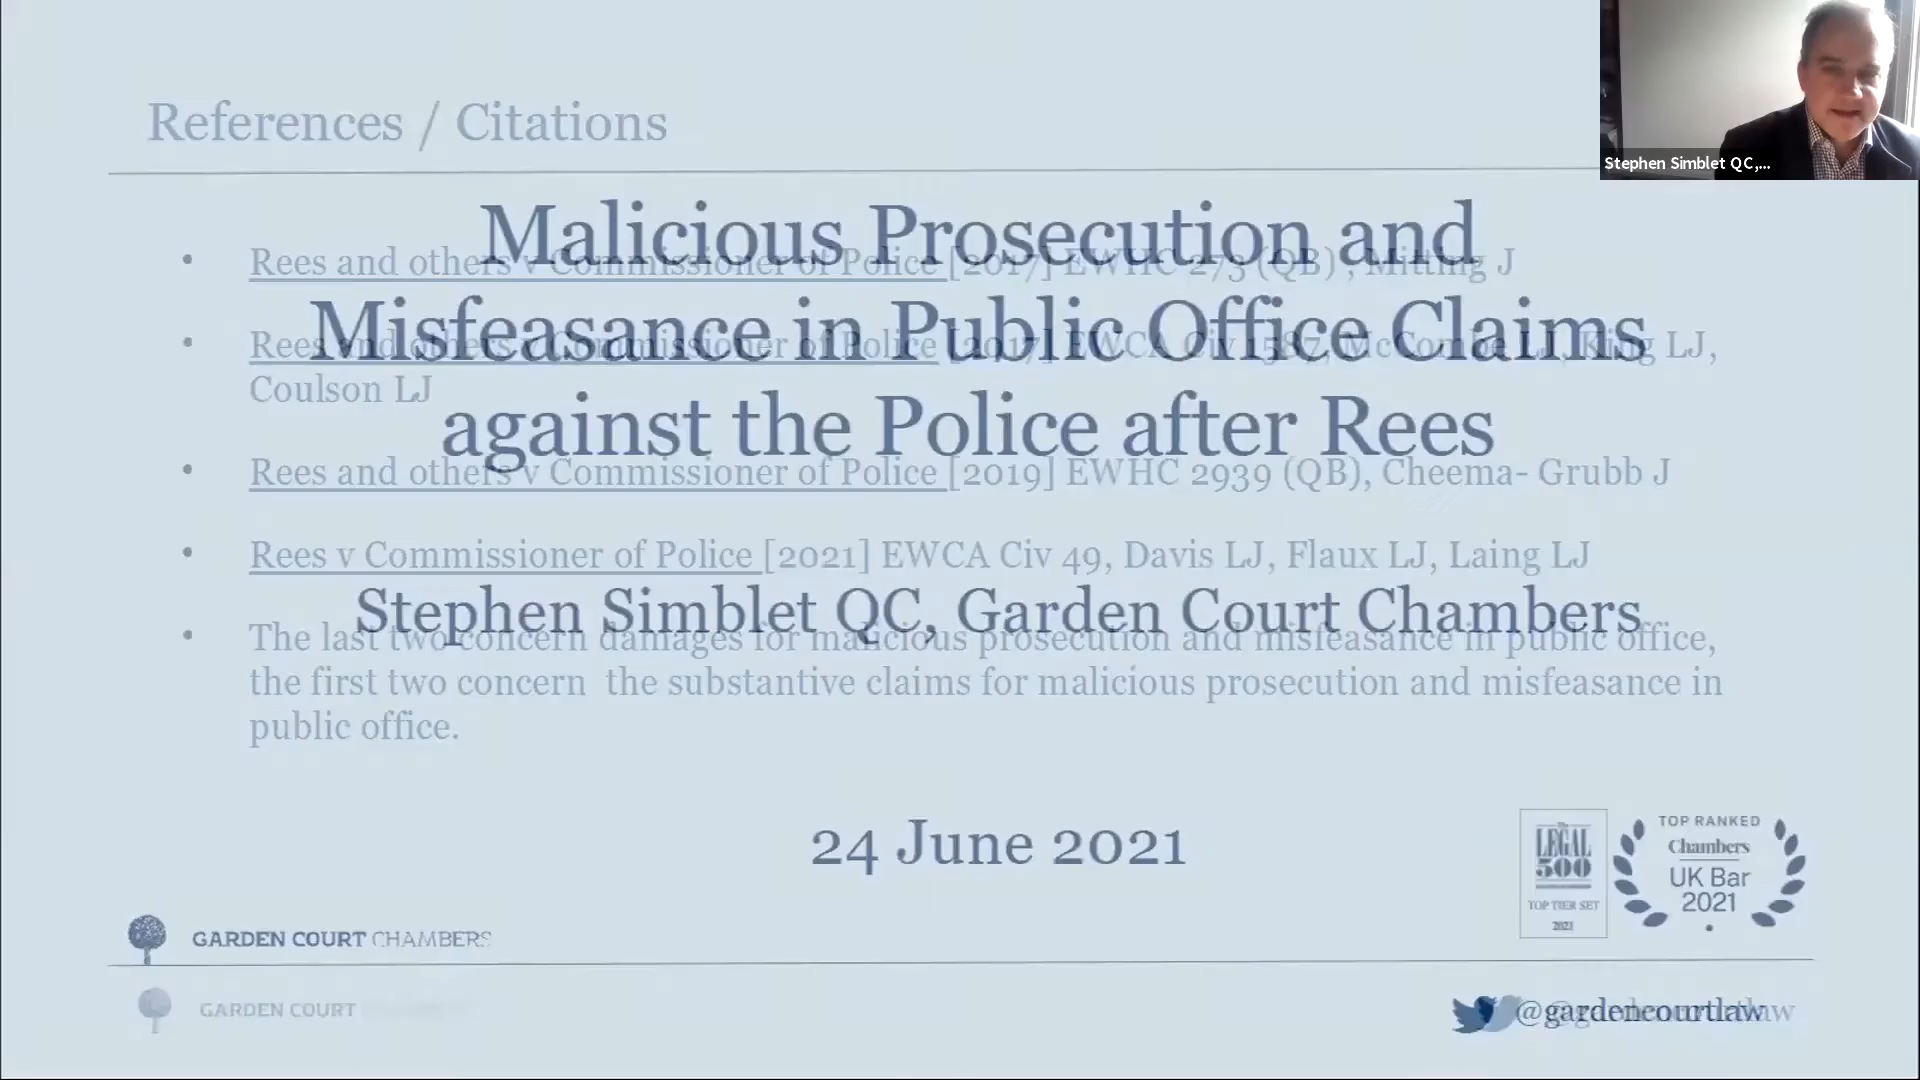 References / Citations
Stephen Simblet QC,...
Malicious Prosecution and
Misfeasance in Public Office Claims
against the Police after Rees
Stephen Simblet QC, Garden Court Chambers
24 June 2021
• Rees and others v Commissioner of Police [2017] EWHC 273 (QB) , Mitting J
• Rees and others v Commissioner of Police [2017] EWCA Civ 1587, McCombe LJ, King LJ,
Coulson LJ
• Rees and others v Commissioner of Police [2019] EWHC 2939 (QB), Cheema- Grubb J
• Rees v Commissioner of Police [2021] EWCA Civ 49, Davis LJ, Flaux LJ, Laing LJ
• The last two concern damages for malicious prosecution and misfeasance in public office,
the first two concern the substantive claims for malicious prosecution and misfeasance in
public office.
The
LEGAL
500
TOP TIER SET
2021
TOP RANKED
Chambers
UK Bar
2021
GARDEN COURT CHAMBERS
GARDEN COURT
@gardencourtlaw